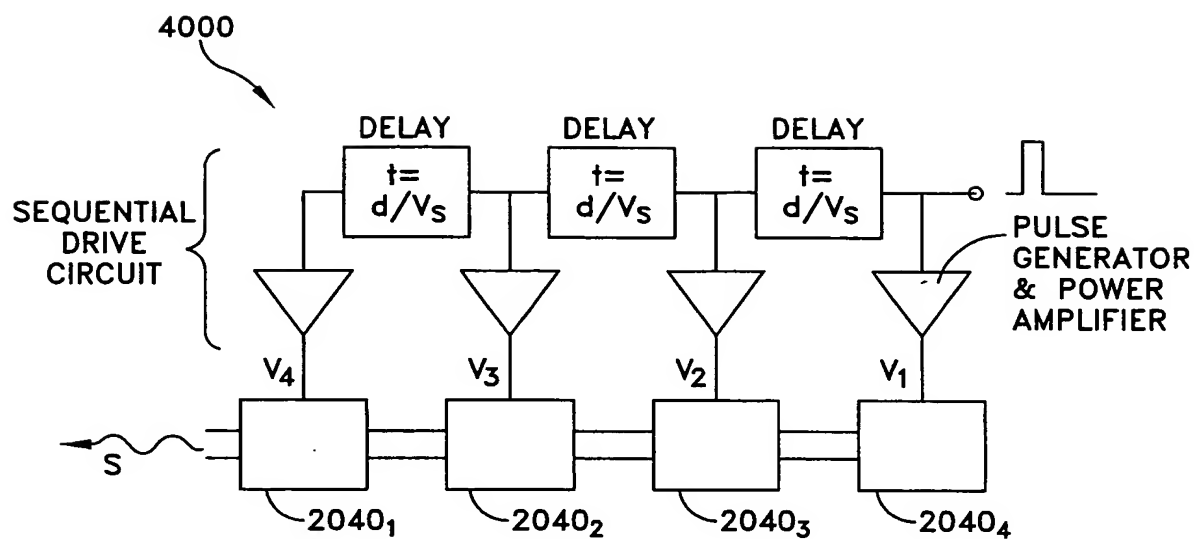 4000
DELAY
DELAY
DELAY
t=
d/VS
t=
d/VS
t=
d/VS
SEQUENTIAL
DRIVE
CIRCUIT
PULSE
GENERATOR
& POWER
AMPLIFIER
V4
V3
V2
V1
S
2040₁
2040₂
2040₃
2040₄